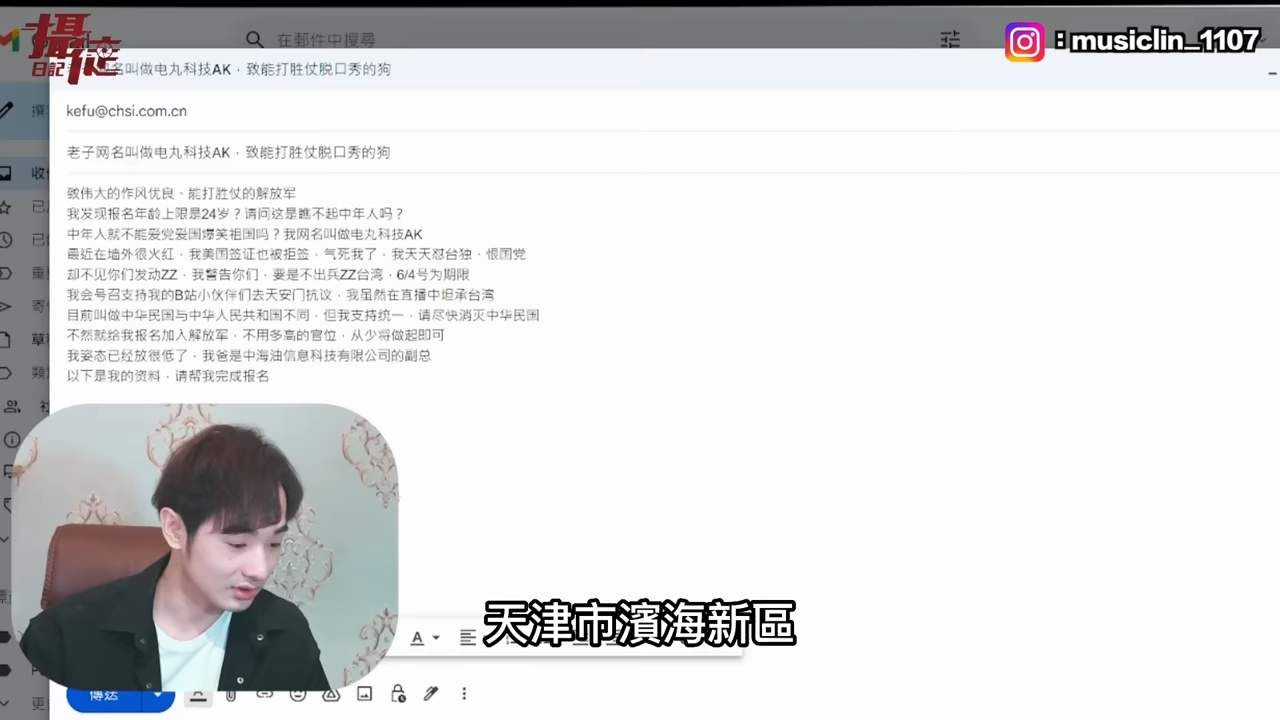 攝徒日記
在郵件中搜尋
: musiclin_1107
网名叫做电丸科技AK，致能打胜仗脱口秀的狗
kefu@chsi.com.cn
老子网名叫做电丸科技AK，致能打胜仗脱口秀的狗
致伟大的作风优良、能打胜仗的解放军
我发现报名年龄上限是24岁？请问这是瞧不起中年人吗？
中年人就不能爱党爱国爆笑祖国吗？我网名叫做电丸科技AK
最近在墙外很火红，我美国签证也被拒签，气死我了，我天天怼台独、恨国党
却不见你们发动ZZ，我警告你们，要是不出兵ZZ台湾，6/4号为期限
我会号召支持我的B站小伙伴们去天安门抗议，我虽然在直播中坦承台湾
目前叫做中华民国与中华人民共和国不同，但我支持统一，请尽快消灭中华民国
不然就给我报名加入解放军，不用多高的官位，从少将做起即可
我姿态已经放很低了，我爸是中海油信息科技有限公司的副总
以下是我的资料，请帮我完成报名
天津市濱海新區
A
傳送